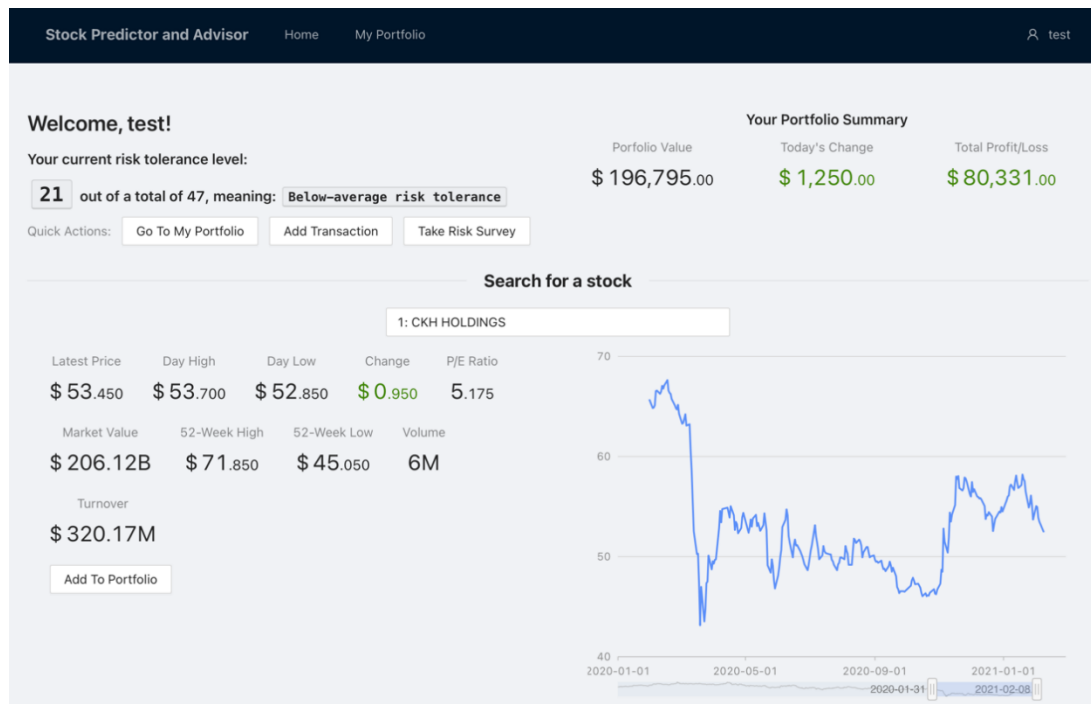 Stock Predictor and Advisor Home My Portfolio test
Welcome, test!
Your current risk tolerance level:
21 out of a total of 47, meaning: Below-average risk tolerance
Quick Actions: Go To My Portfolio Add Transaction Take Risk Survey
Your Portfolio Summary
Porfolio Value Today's Change Total Profit/Loss
$ 196,795.00 $ 1,250.00 $ 80,331.00
Search for a stock
1: CKH HOLDINGS
Latest Price Day High Day Low Change P/E Ratio
$ 53.450 $ 53.700 $ 52.850 $ 0.950 5.175
Market Value 52-Week High 52-Week Low Volume
$ 206.12B $ 71.850 $ 45.050 6M
Turnover
$ 320.17M
Add To Portfolio
70
60
50
40
2020-01-01 2020-05-01 2020-09-01 2021-01-01
2020-01-31 2021-02-08